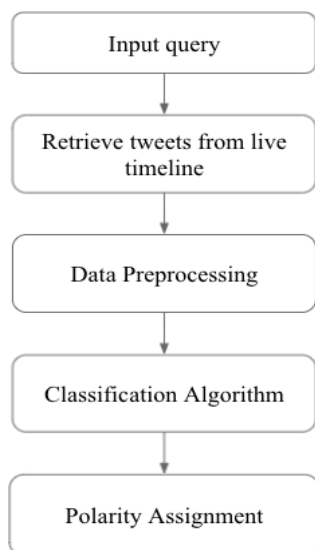 Input query
Retrieve tweets from live
timeline
Data Preprocessing
Classification Algorithm
Polarity Assignment